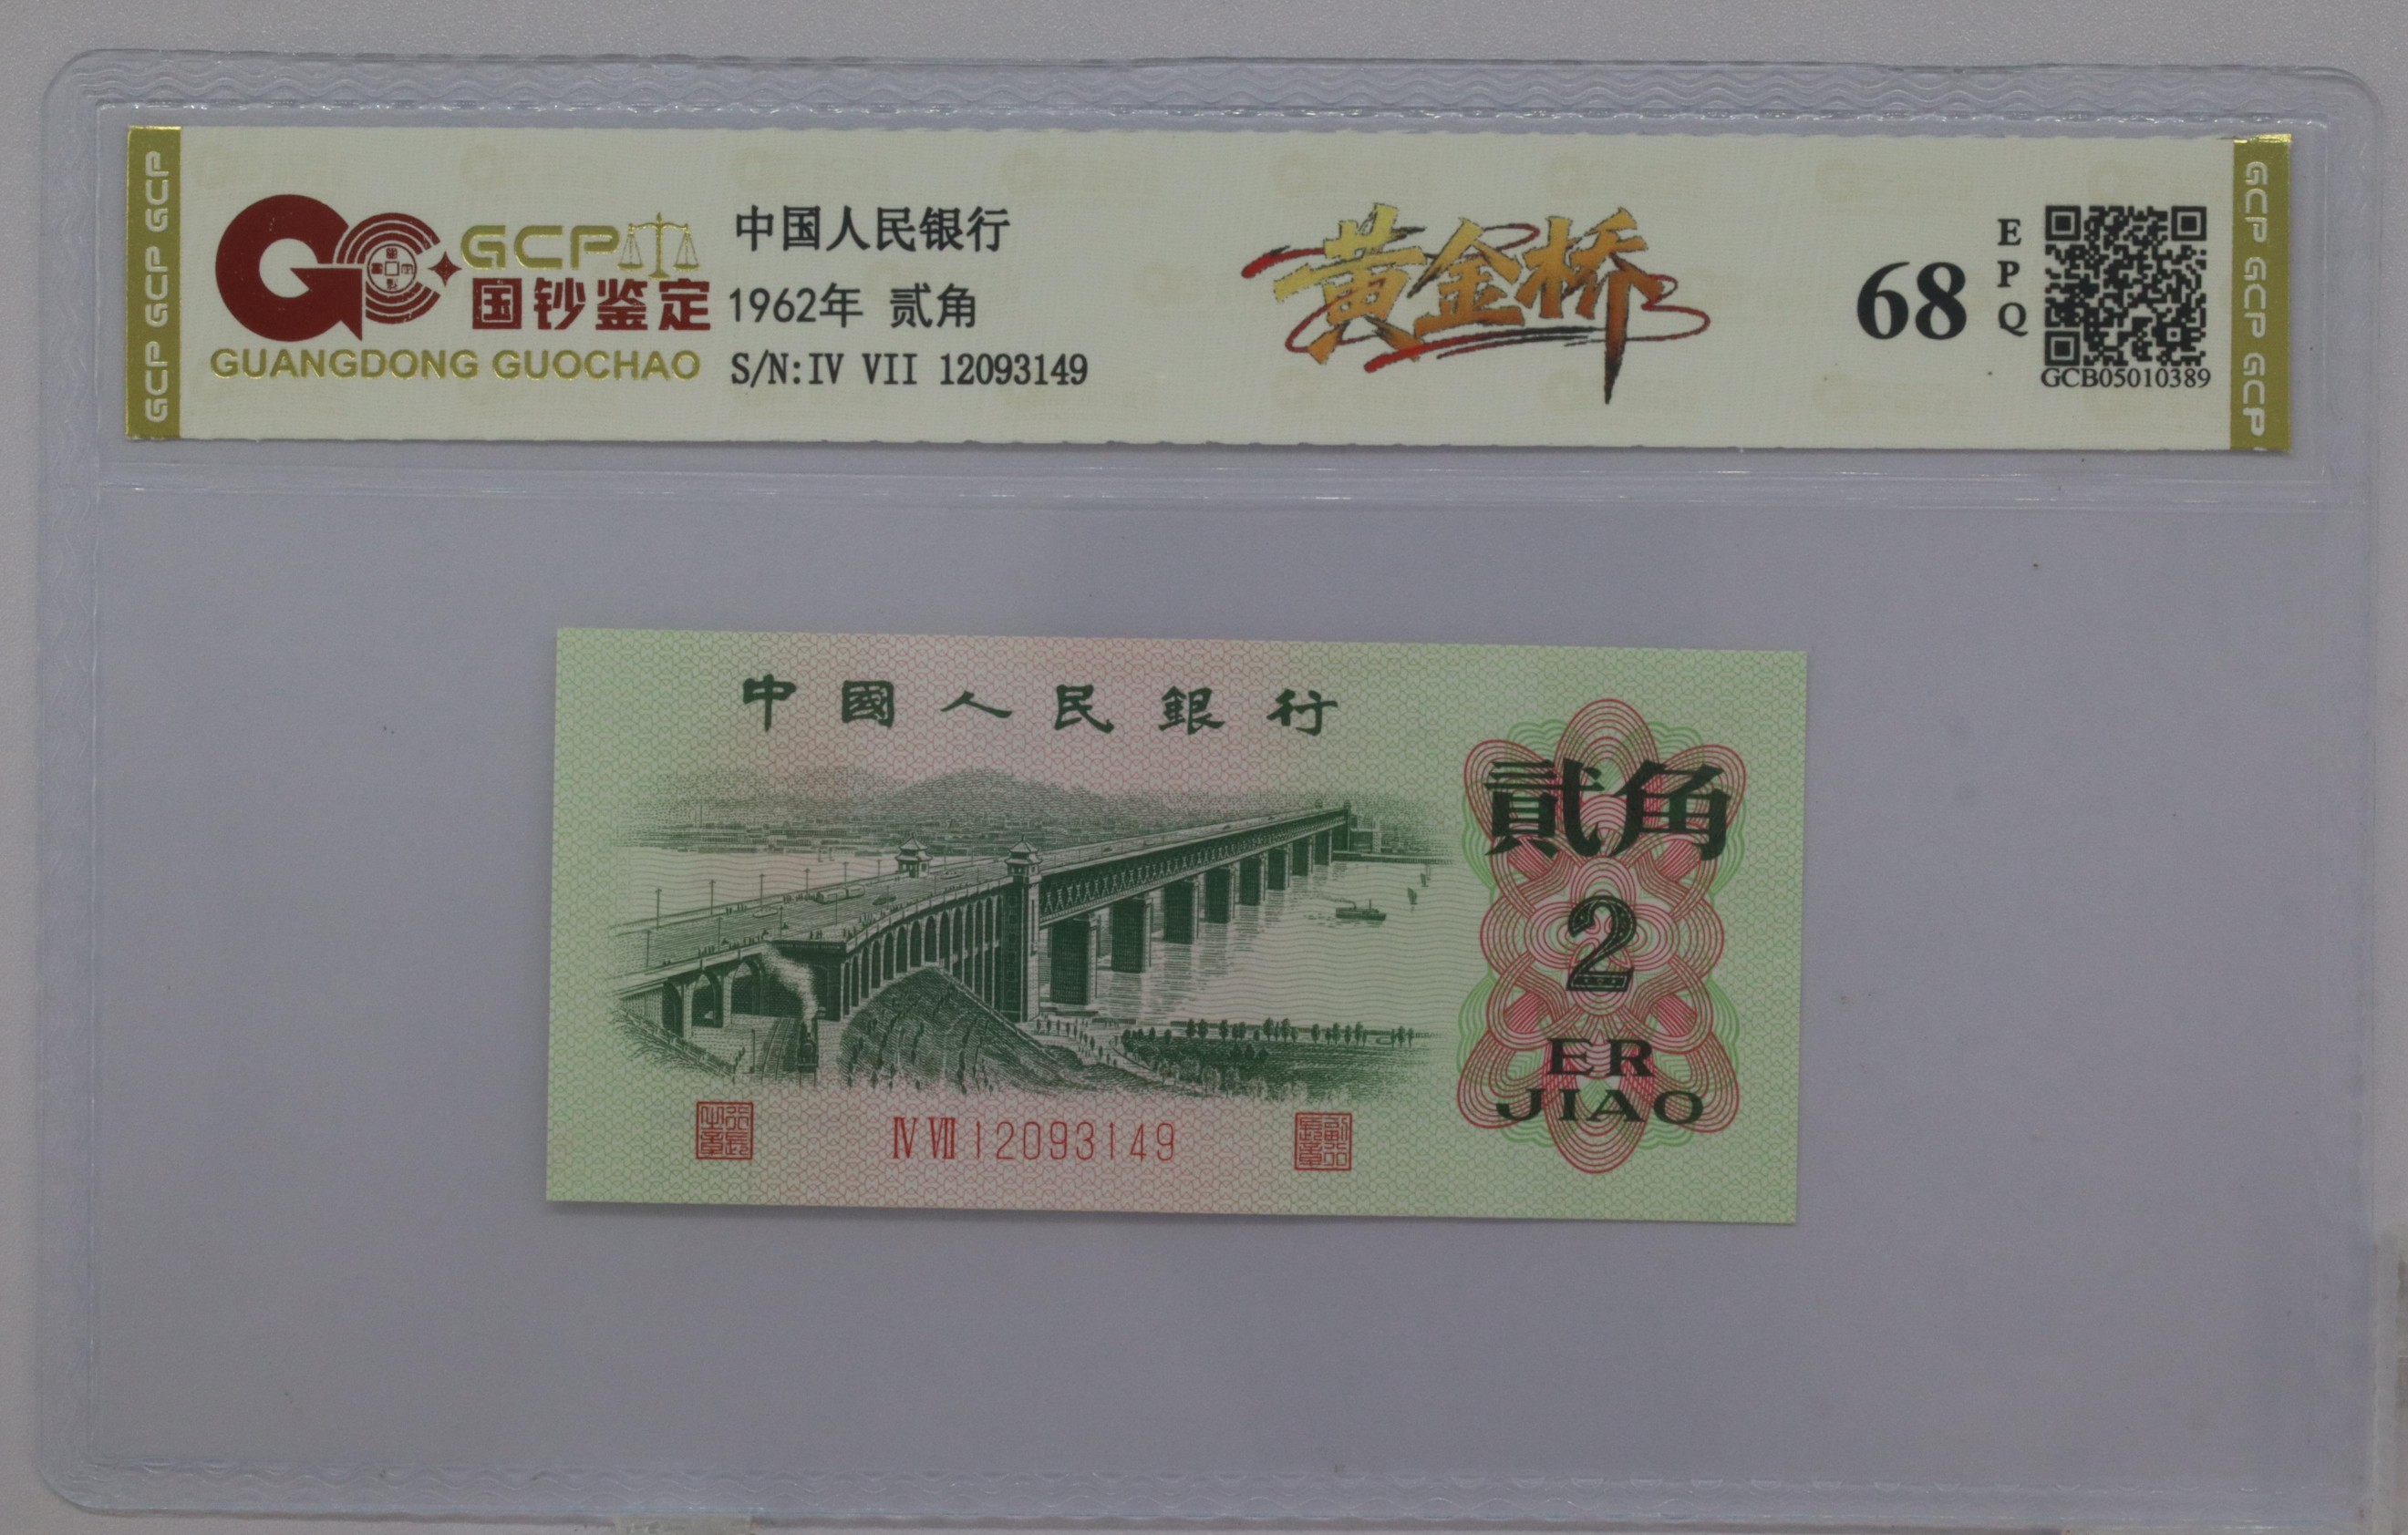 GCP GCP GCP
GCP
国钞鉴定
GUANGDONG GUOCHAO
中国人民银行
1962年 贰角
S/N:IV VII 12093149
黄金桥
68
EPQ
GCB05010389
GCP GCP GCP
中國人民銀行
貳角
2
ER
JIAO
Ⅳ Ⅶ 12093149